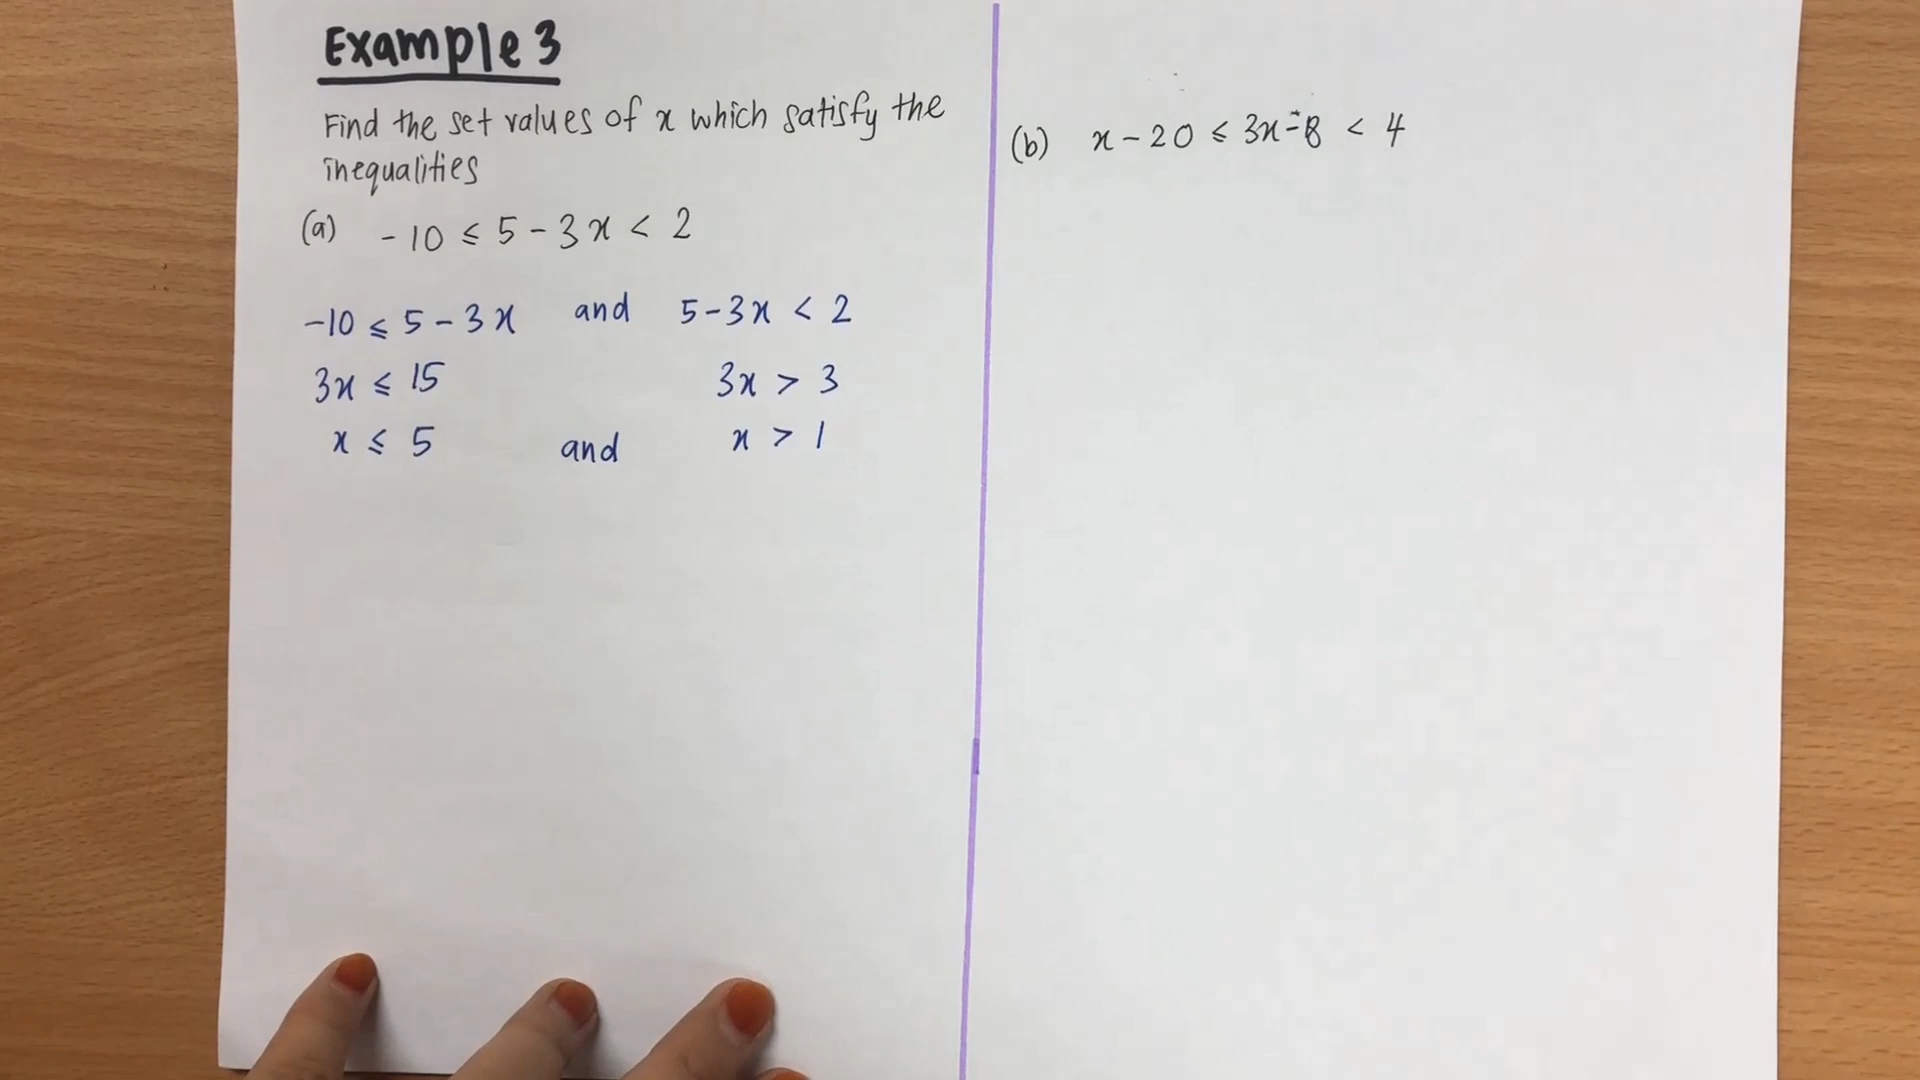 Example 3
Find the set values of x which satisfy the
inequalities
(a) -10 ≤ 5 - 3x < 2
-10 ≤ 5 - 3x and 5 - 3x < 2
3x ≤ 15 3x > 3
x ≤ 5 and x > 1
(b) x - 20 ≤ 3x - 8 < 4